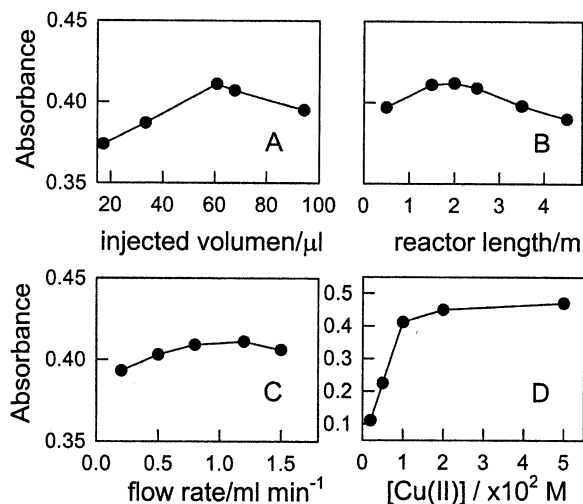 0.45
0.40
0.35
Absorbance
A
20 40 60 80 100
injected volumen/μl
B
0 1 2 3 4
reactor length/m
0.45
0.40
0.35
Absorbance
C
0.0 0.5 1.0 1.5
flow rate/ml min⁻¹
0.5
0.4
0.3
0.2
0.1
D
0 1 2 3 4 5
[Cu(II)] / x10² M